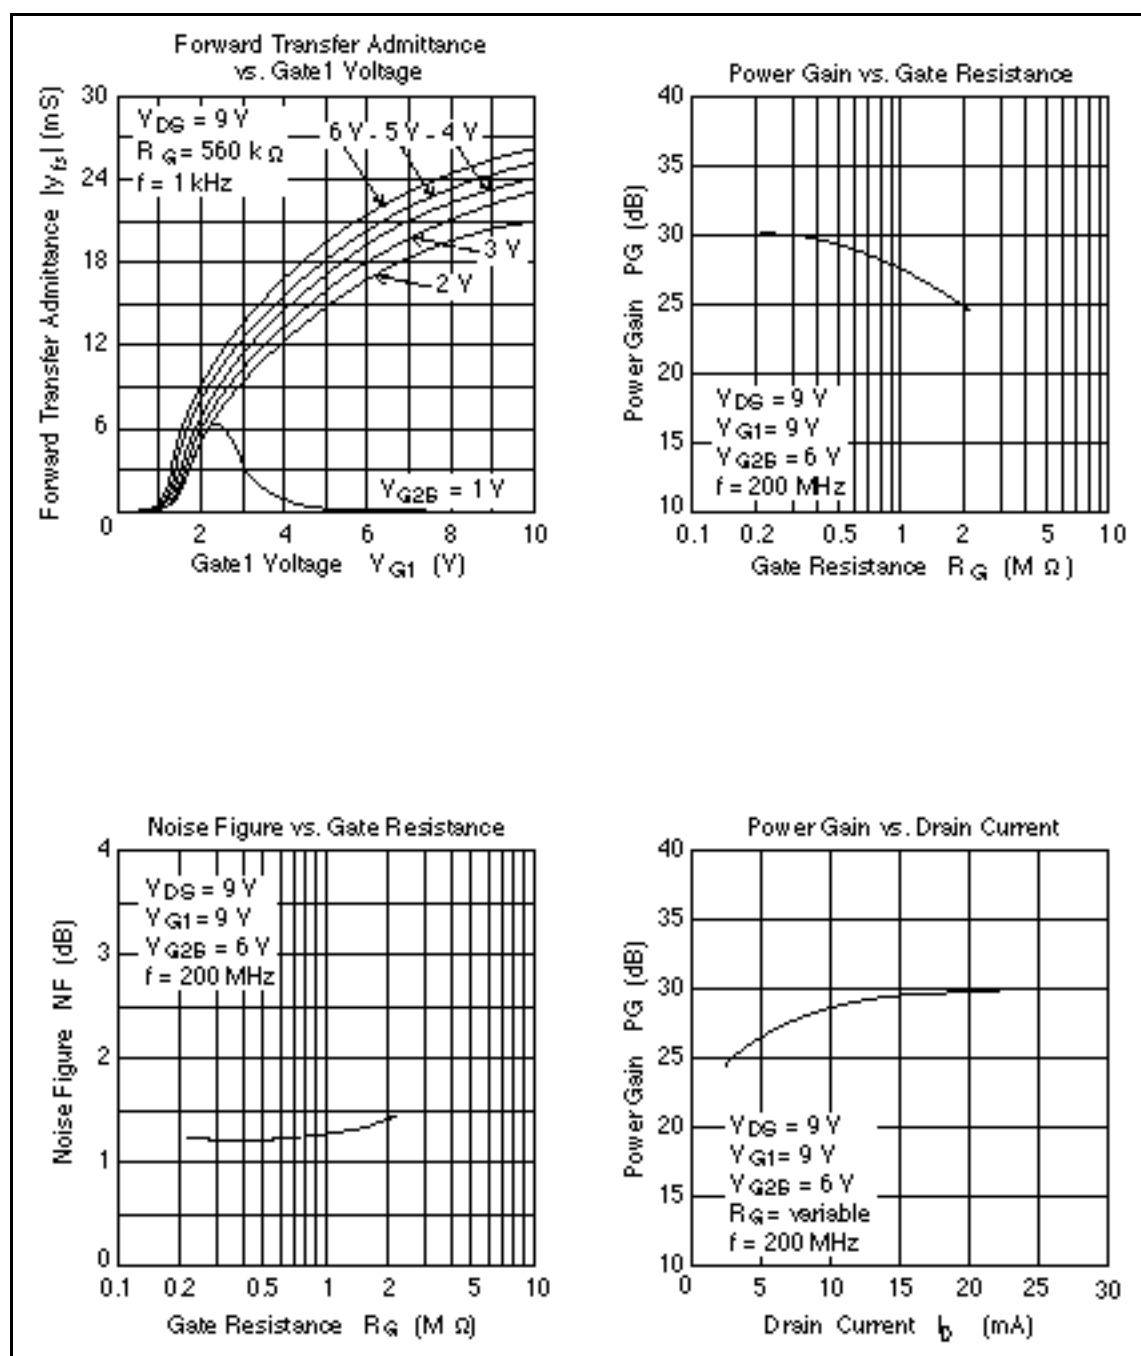 Forward Transfer Admittance
vs. Gate1 Voltage
Forward Transfer Admittance |yfs| (mS)
30
24
18
12
6
0
V DS = 9 V
R G = 560 k Ω
f = 1 kHz
6 V - 5 V - 4 V
3 V
2 V
V G2S = 1 V
2 4 6 8 10
Gate1 Voltage V G1 (V)
Power Gain vs. Gate Resistance
Power Gain PG (dB)
40
35
30
25
20
15
10
V DS = 9 V
V G1 = 9 V
V G2S = 6 V
f = 200 MHz
0.1 0.2 0.5 1 2 5 10
Gate Resistance R G (M Ω)
Noise Figure vs. Gate Resistance
Noise Figure NF (dB)
4
3
2
1
0
V DS = 9 V
V G1 = 9 V
V G2S = 6 V
f = 200 MHz
0.1 0.2 0.5 1 2 5 10
Gate Resistance R G (M Ω)
Power Gain vs. Drain Current
Power Gain PG (dB)
40
35
30
25
20
15
10
V DS = 9 V
V G1 = 9 V
V G2S = 6 V
R G = variable
f = 200 MHz
0 5 10 15 20 25 30
Drain Current I D (mA)